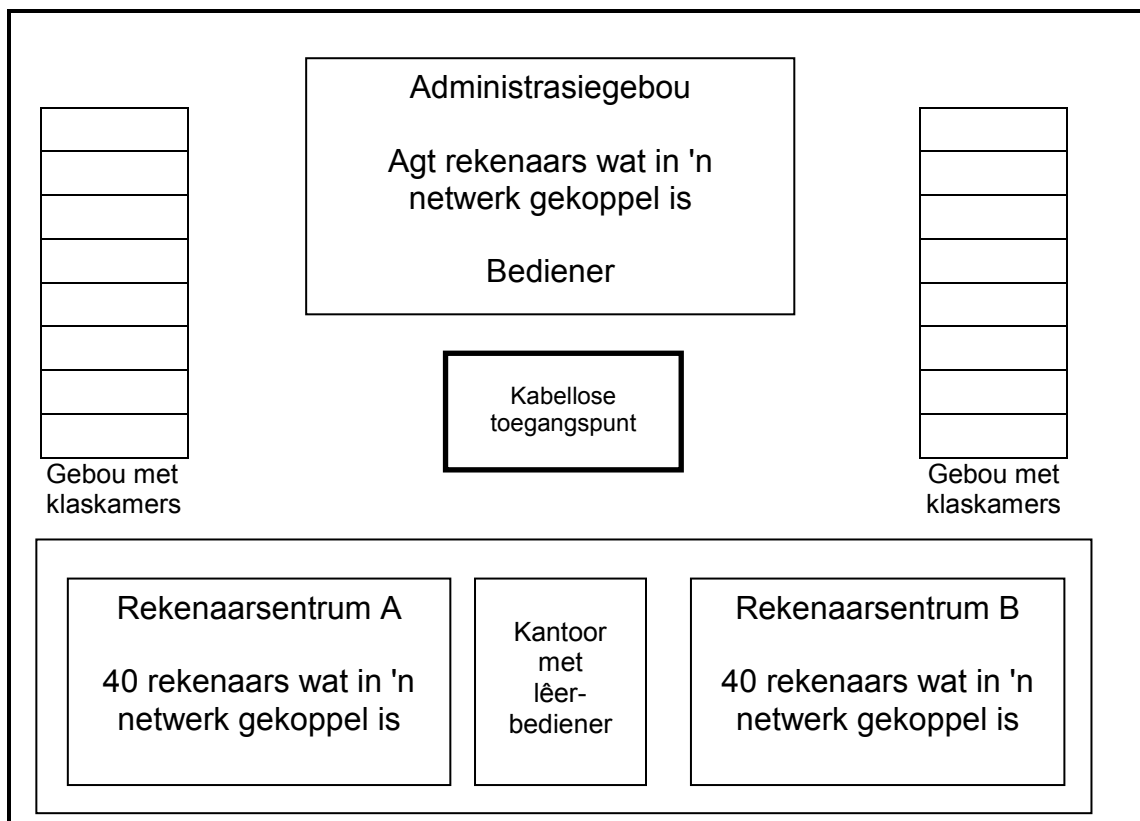 Administrasiegebou
Agt rekenaars wat in 'n
netwerk gekoppel is
Bediener
Kabellose
toegangspunt
Gebou met
klaskamers
Gebou met
klaskamers
Rekenaarsentrum A
40 rekenaars wat in 'n
netwerk gekoppel is
Kantoor
met
lêer-
bediener
Rekenaarsentrum B
40 rekenaars wat in 'n
netwerk gekoppel is